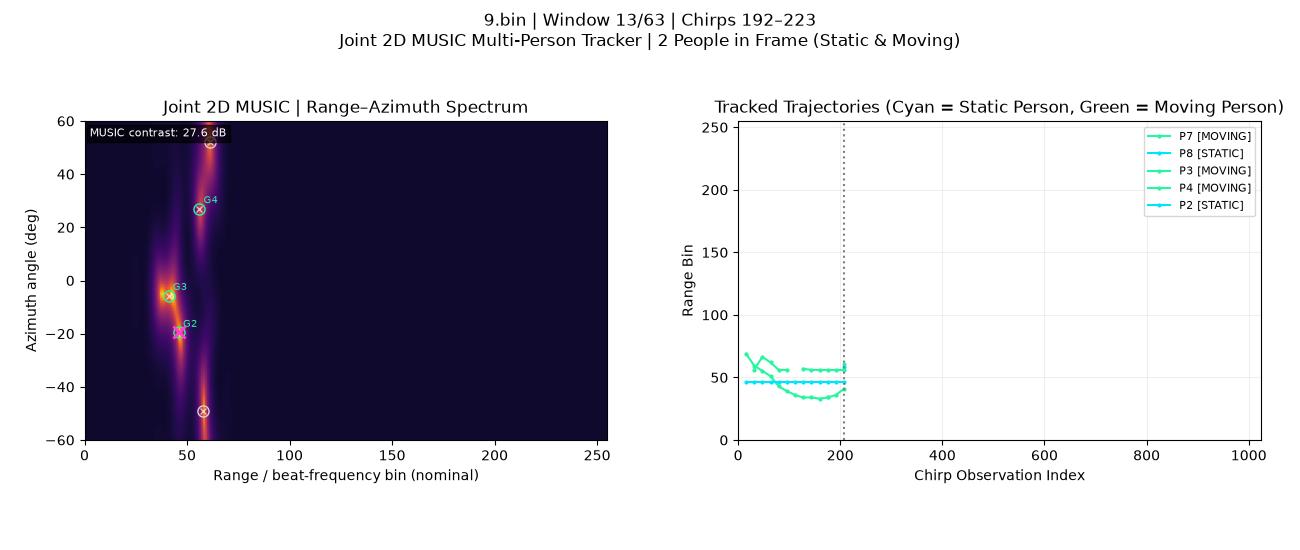 9.bin | Window 13/63 | Chirps 192–223
Joint 2D MUSIC Multi-Person Tracker | 2 People in Frame (Static & Moving)
Joint 2D MUSIC | Range–Azimuth Spectrum
MUSIC contrast: 27.6 dB
G4
G3
G2
60
40
20
0
−20
−40
−60
Azimuth angle (deg)
0
50
100
150
200
250
Range / beat-frequency bin (nominal)
Tracked Trajectories (Cyan = Static Person, Green = Moving Person)
P7 [MOVING]
P8 [STATIC]
P3 [MOVING]
P4 [MOVING]
P2 [STATIC]
250
200
150
100
50
0
Range Bin
0
200
400
600
800
1000
Chirp Observation Index